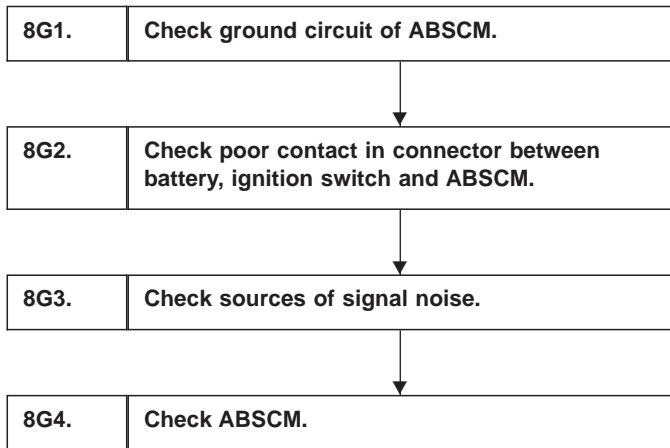 8G1. Check ground circuit of ABSCM.
8G2. Check poor contact in connector between
battery, ignition switch and ABSCM.
8G3. Check sources of signal noise.
8G4. Check ABSCM.